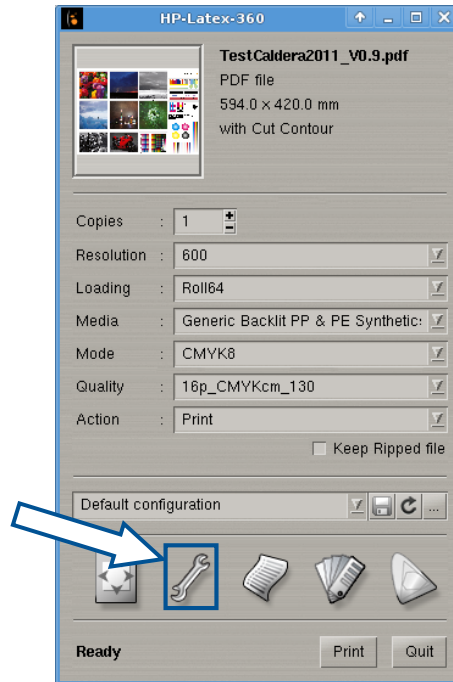 HP-Latex-360
TestCaldera2011_V0.9.pdf
PDF file
594.0 x 420.0 mm
with Cut Contour
Copies : 1
Resolution : 600
Loading : Roll64
Media : Generic Backlit PP & PE Synthetic:
Mode : CMYK8
Quality : 16p_CMYKcm_130
Action : Print
Keep Ripped file
Default configuration ...
Ready Print Quit